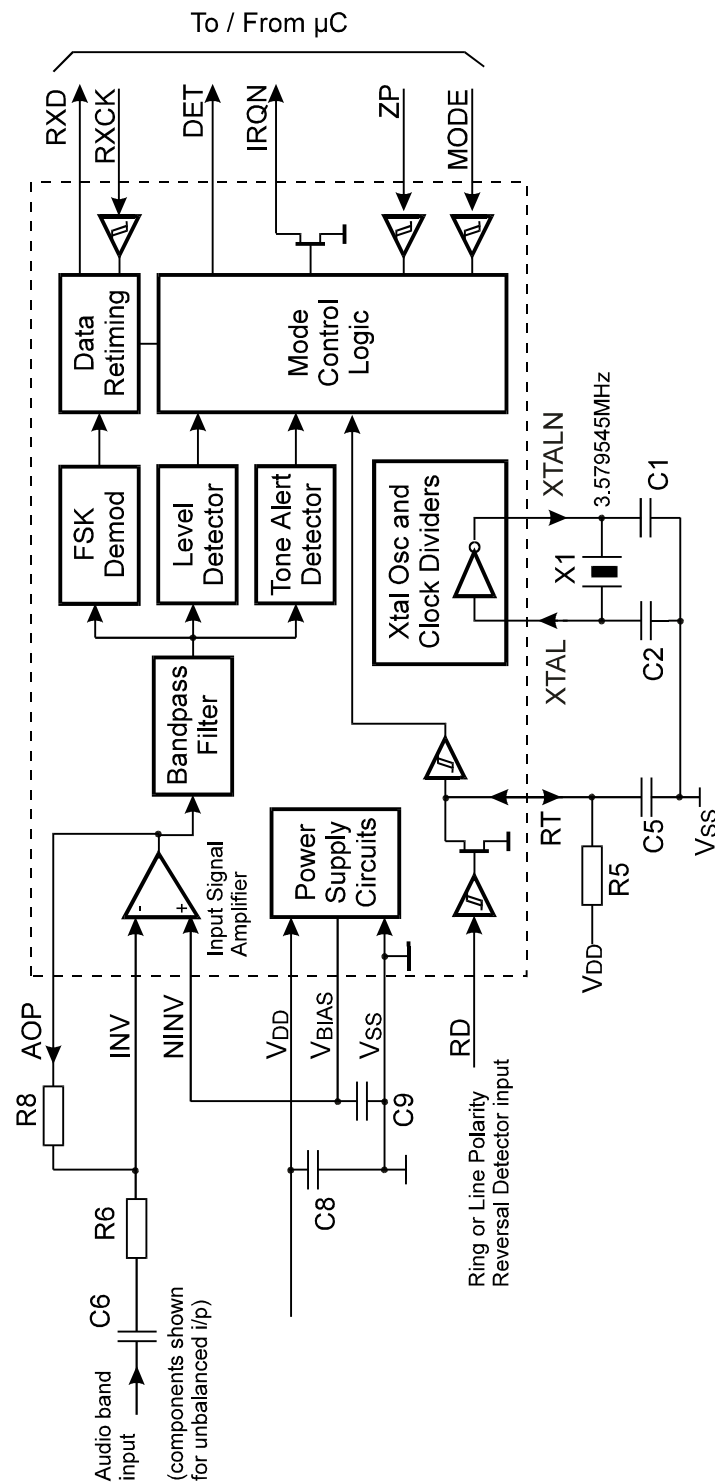 To / From µC
RXD
RXCK
DET
IRQN
ZP
MODE
Data
Retiming
Mode
Control
Logic
FSK
Demod
Level
Detector
Tone Alert
Detector
Xtal Osc and
Clock Dividers
XTALN
XTAL
3.579545MHz
X1
C1
C2
Bandpass
Filter
-
+
Input Signal
Amplifier
Power
Supply
Circuits
RT
R5
C5
VDD
VSS
AOP
INV
NINV
VDD
VBIAS
VSS
RD
R8
R6
C6
C8
C9
Ring or Line Polarity
Reversal Detector input
Audio band
input
(components shown
for unbalanced i/p)